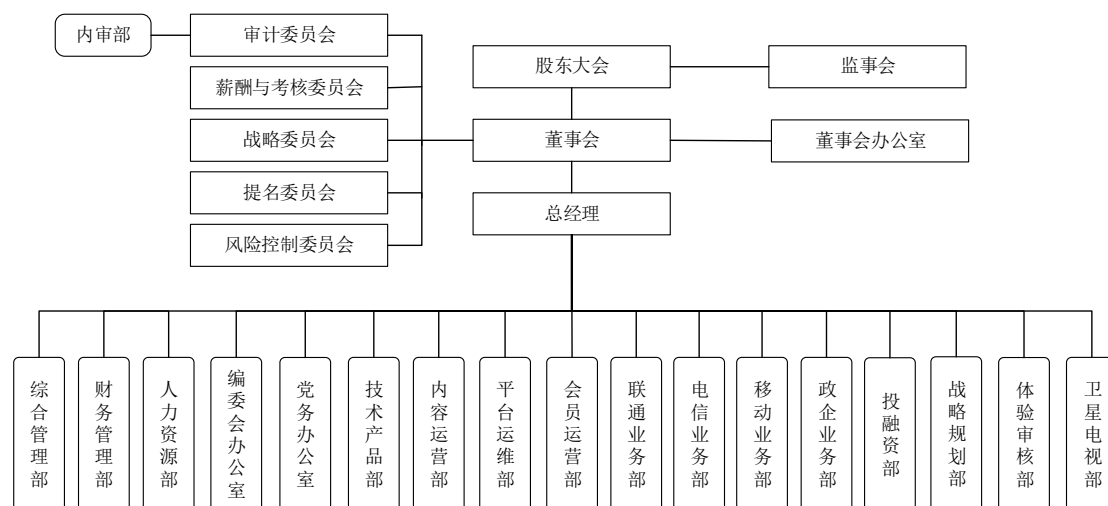 内审部
审计委员会
薪酬与考核委员会
战略委员会
提名委员会
风险控制委员会
股东大会
监事会
董事会
董事会办公室
总经理
综合管理部
财务管理部
人力资源部
编委会办公室
党务办公室
技术产品部
内容运营部
平台运维部
会员运营部
联通业务部
电信业务部
移动业务部
政企业务部
投融资部
战略规划部
体验审核部
卫星电视部